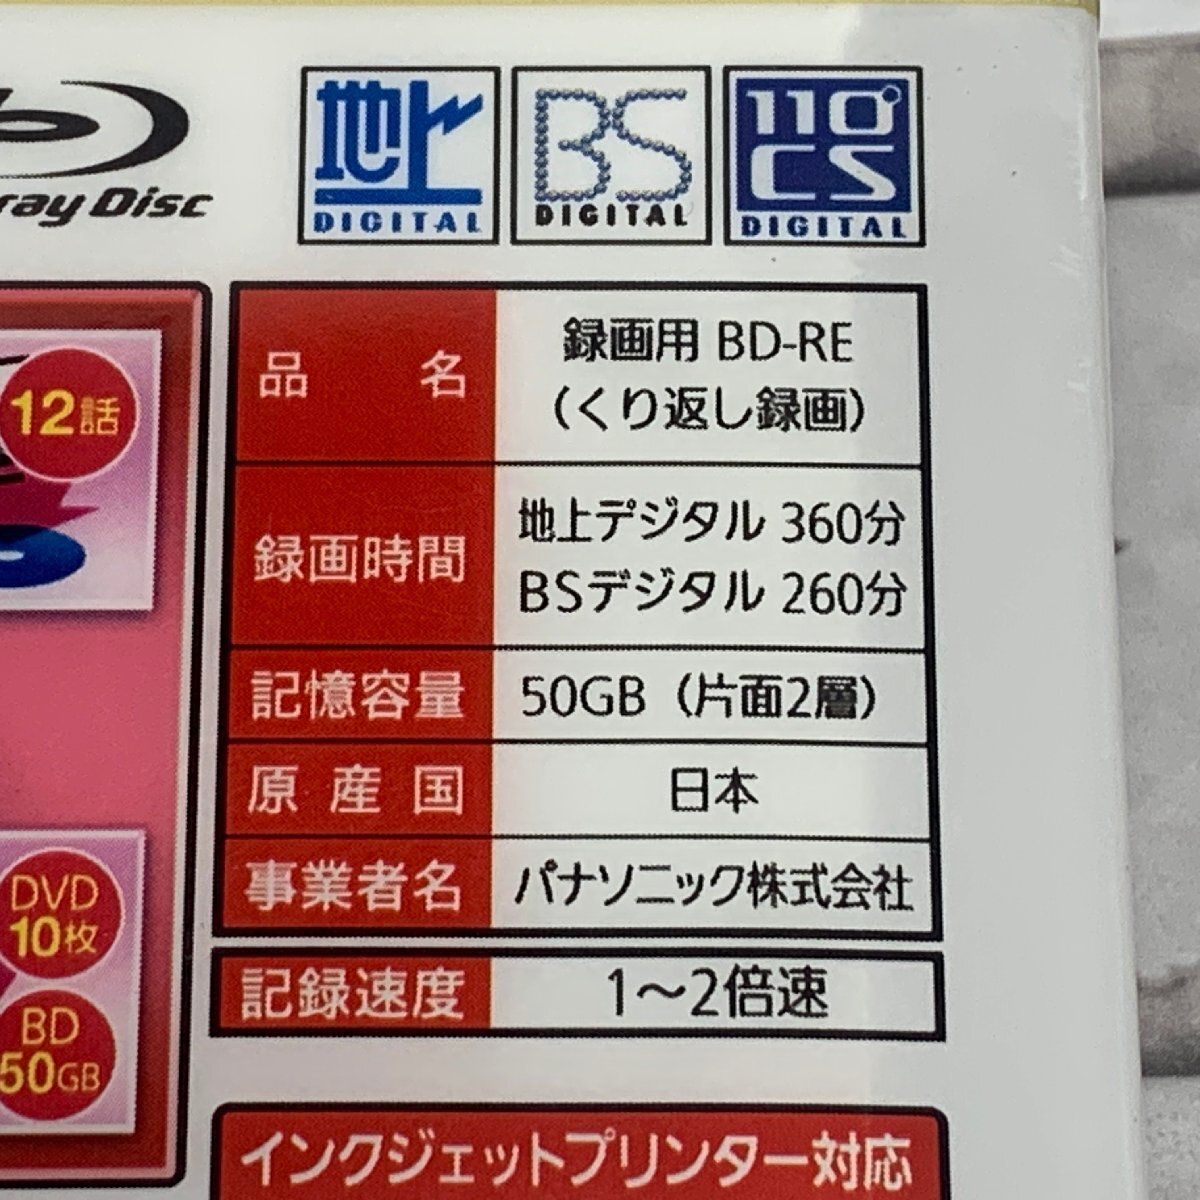 ray Disc
地上
DIGITAL
BS
DIGITAL
110°
CS
DIGITAL
12話
DVD
10枚
BD
50GB
品名
録画用 BD-RE
（くり返し録画）
録画時間
地上デジタル 360分
BSデジタル 260分
記憶容量
50GB（片面2層）
原産国
日本
事業者名
パナソニック株式会社
記録速度
1〜2倍速
インクジェットプリンター対応